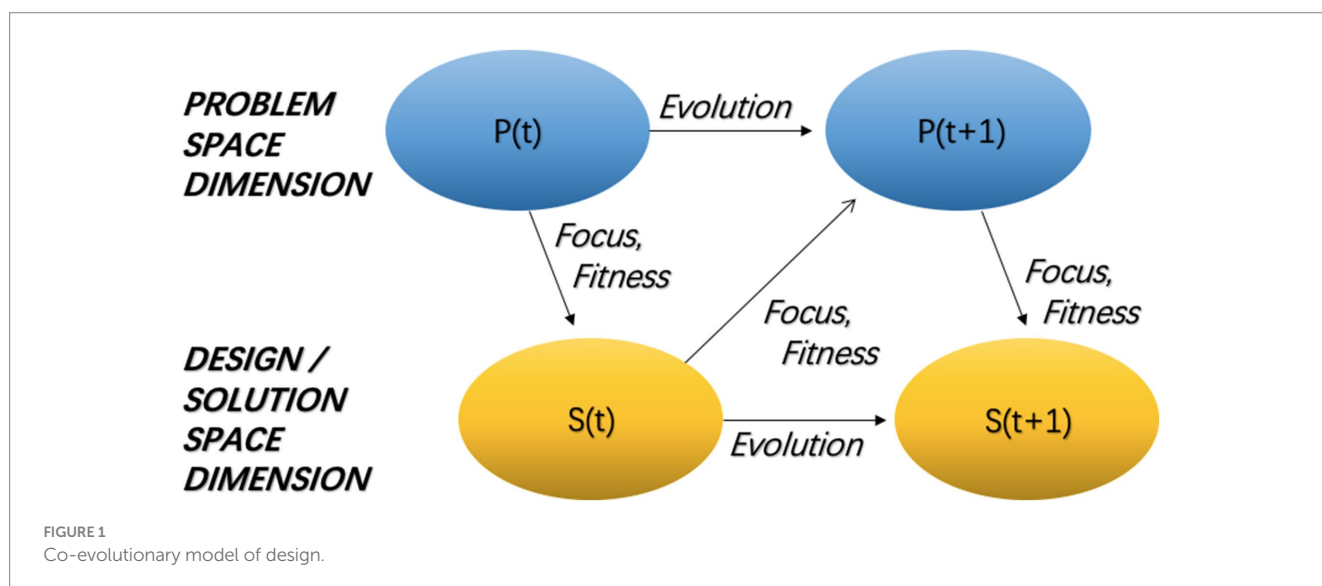 PROBLEM
SPACE
DIMENSION
P(t)
Evolution
P(t+1)
Focus,
Fitness
Focus,
Fitness
Focus,
Fitness
DESIGN /
SOLUTION
SPACE
DIMENSION
S(t)
Evolution
S(t+1)
FIGURE 1
Co-evolutionary model of design.